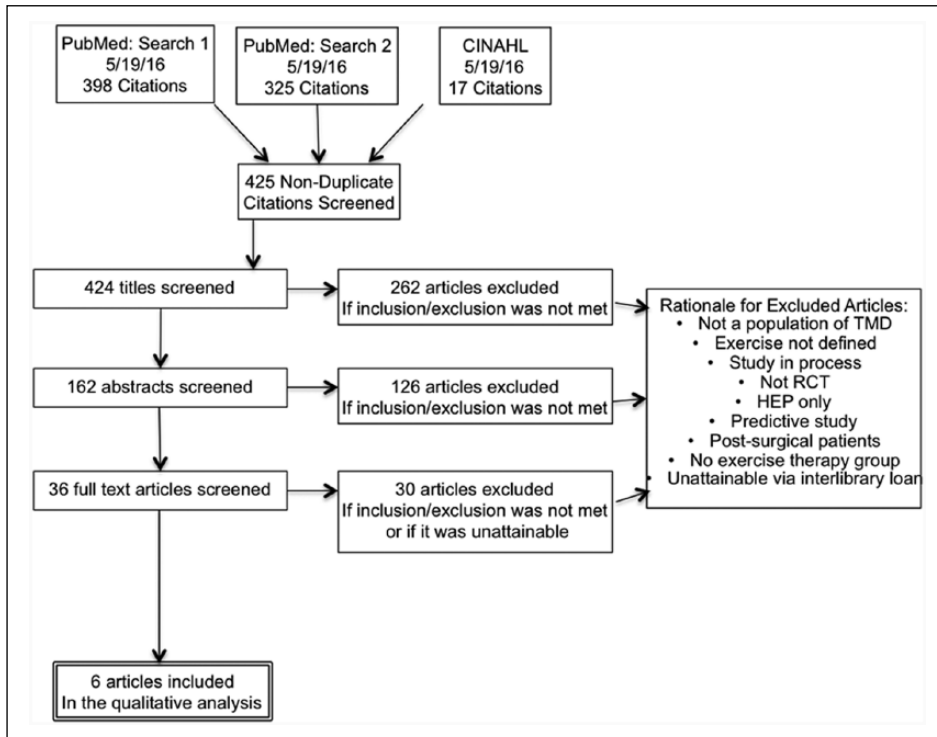 PubMed: Search 1
5/19/16
398 Citations
PubMed: Search 2
5/19/16
325 Citations
CINAHL
5/19/16
17 Citations
425 Non-Duplicate
Citations Screened
424 titles screened
262 articles excluded
If inclusion/exclusion was not met
162 abstracts screened
126 articles excluded
If inclusion/exclusion was not met
36 full text articles screened
30 articles excluded
If inclusion/exclusion was not met
or if it was unattainable
Rationale for Excluded Articles:
• Not a population of TMD
• Exercise not defined
• Study in process
• Not RCT
• HEP only
• Predictive study
• Post-surgical patients
• No exercise therapy group
• Unattainable via interlibrary loan
6 articles included
In the qualitative analysis